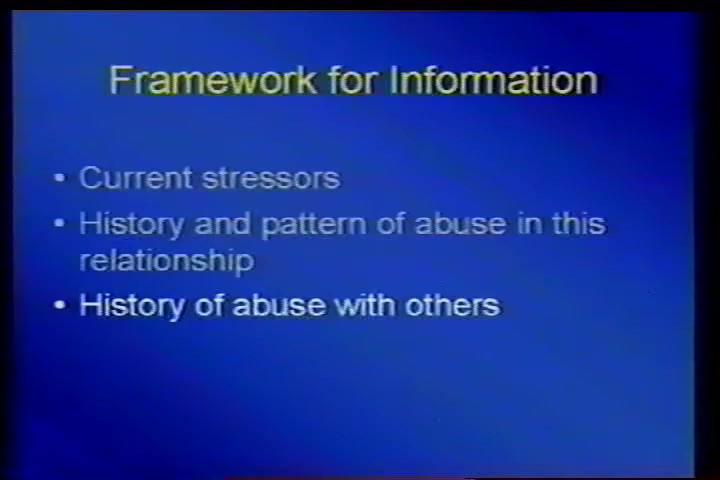 Framework for Information
• Current stressors
• History and pattern of abuse in this
relationship
• History of abuse with others